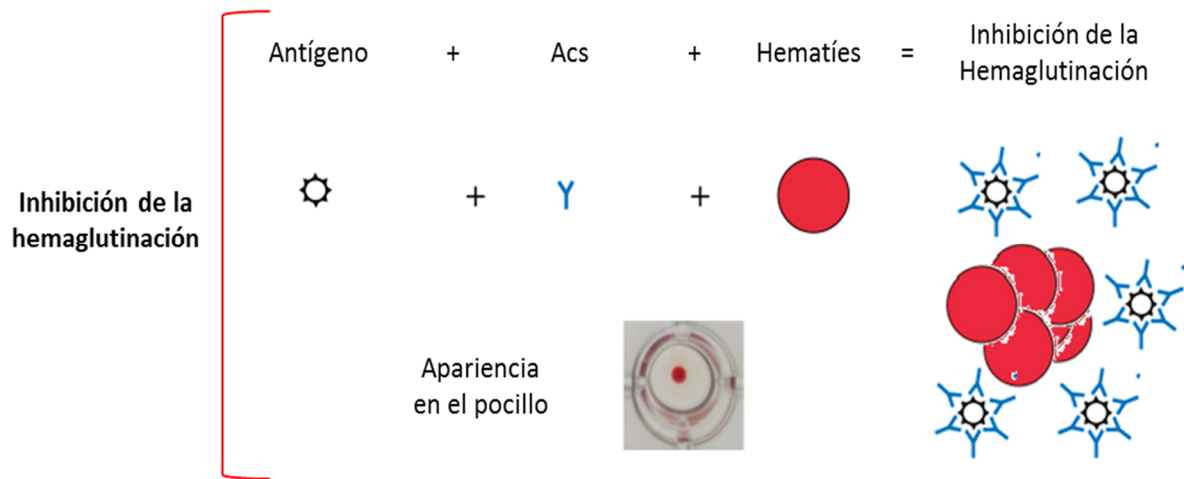 Antígeno + Acs + Hematíes = Inhibición de la
Hemaglutinación
Inhibición de la
hemaglutinación
+ +
Apariencia
en el pocillo